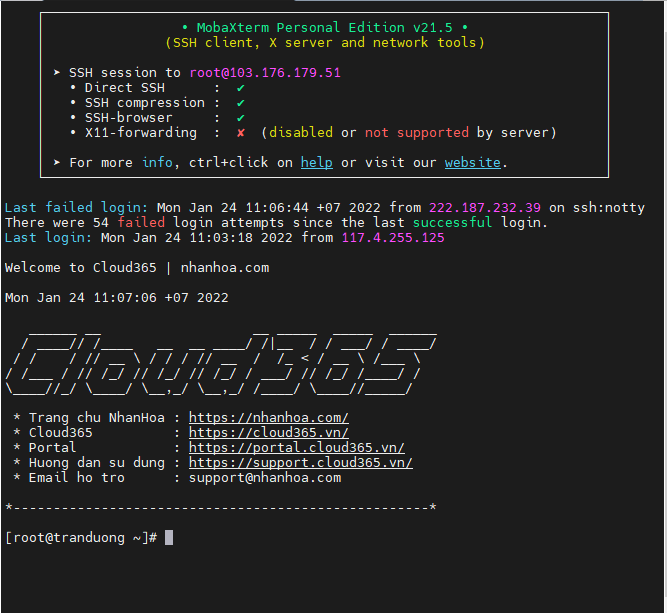 • MobaXterm Personal Edition v21.5 •
(SSH client, X server and network tools)
➤ SSH session to root@103.176.179.51
• Direct SSH : ✔
• SSH compression : ✔
• SSH-browser : ✔
• X11-forwarding : ✘ (disabled or not supported by server)
➤ For more info, ctrl+click on help or visit our website.
Last failed login: Mon Jan 24 11:06:44 +07 2022 from 222.187.232.39 on ssh:notty
There were 54 failed login attempts since the last successful login.
Last login: Mon Jan 24 11:03:18 2022 from 117.4.255.125
Welcome to Cloud365 | nhanhoa.com
Mon Jan 24 11:07:06 +07 2022
Cloud365
* Trang chu NhanHoa : https://nhanhoa.com/
* Cloud365 : https://cloud365.vn/
* Portal : https://portal.cloud365.vn/
* Huong dan su dung : https://support.cloud365.vn/
* Email ho tro : support@nhanhoa.com
*----------------------------------------------------*
[root@tranduong ~]#